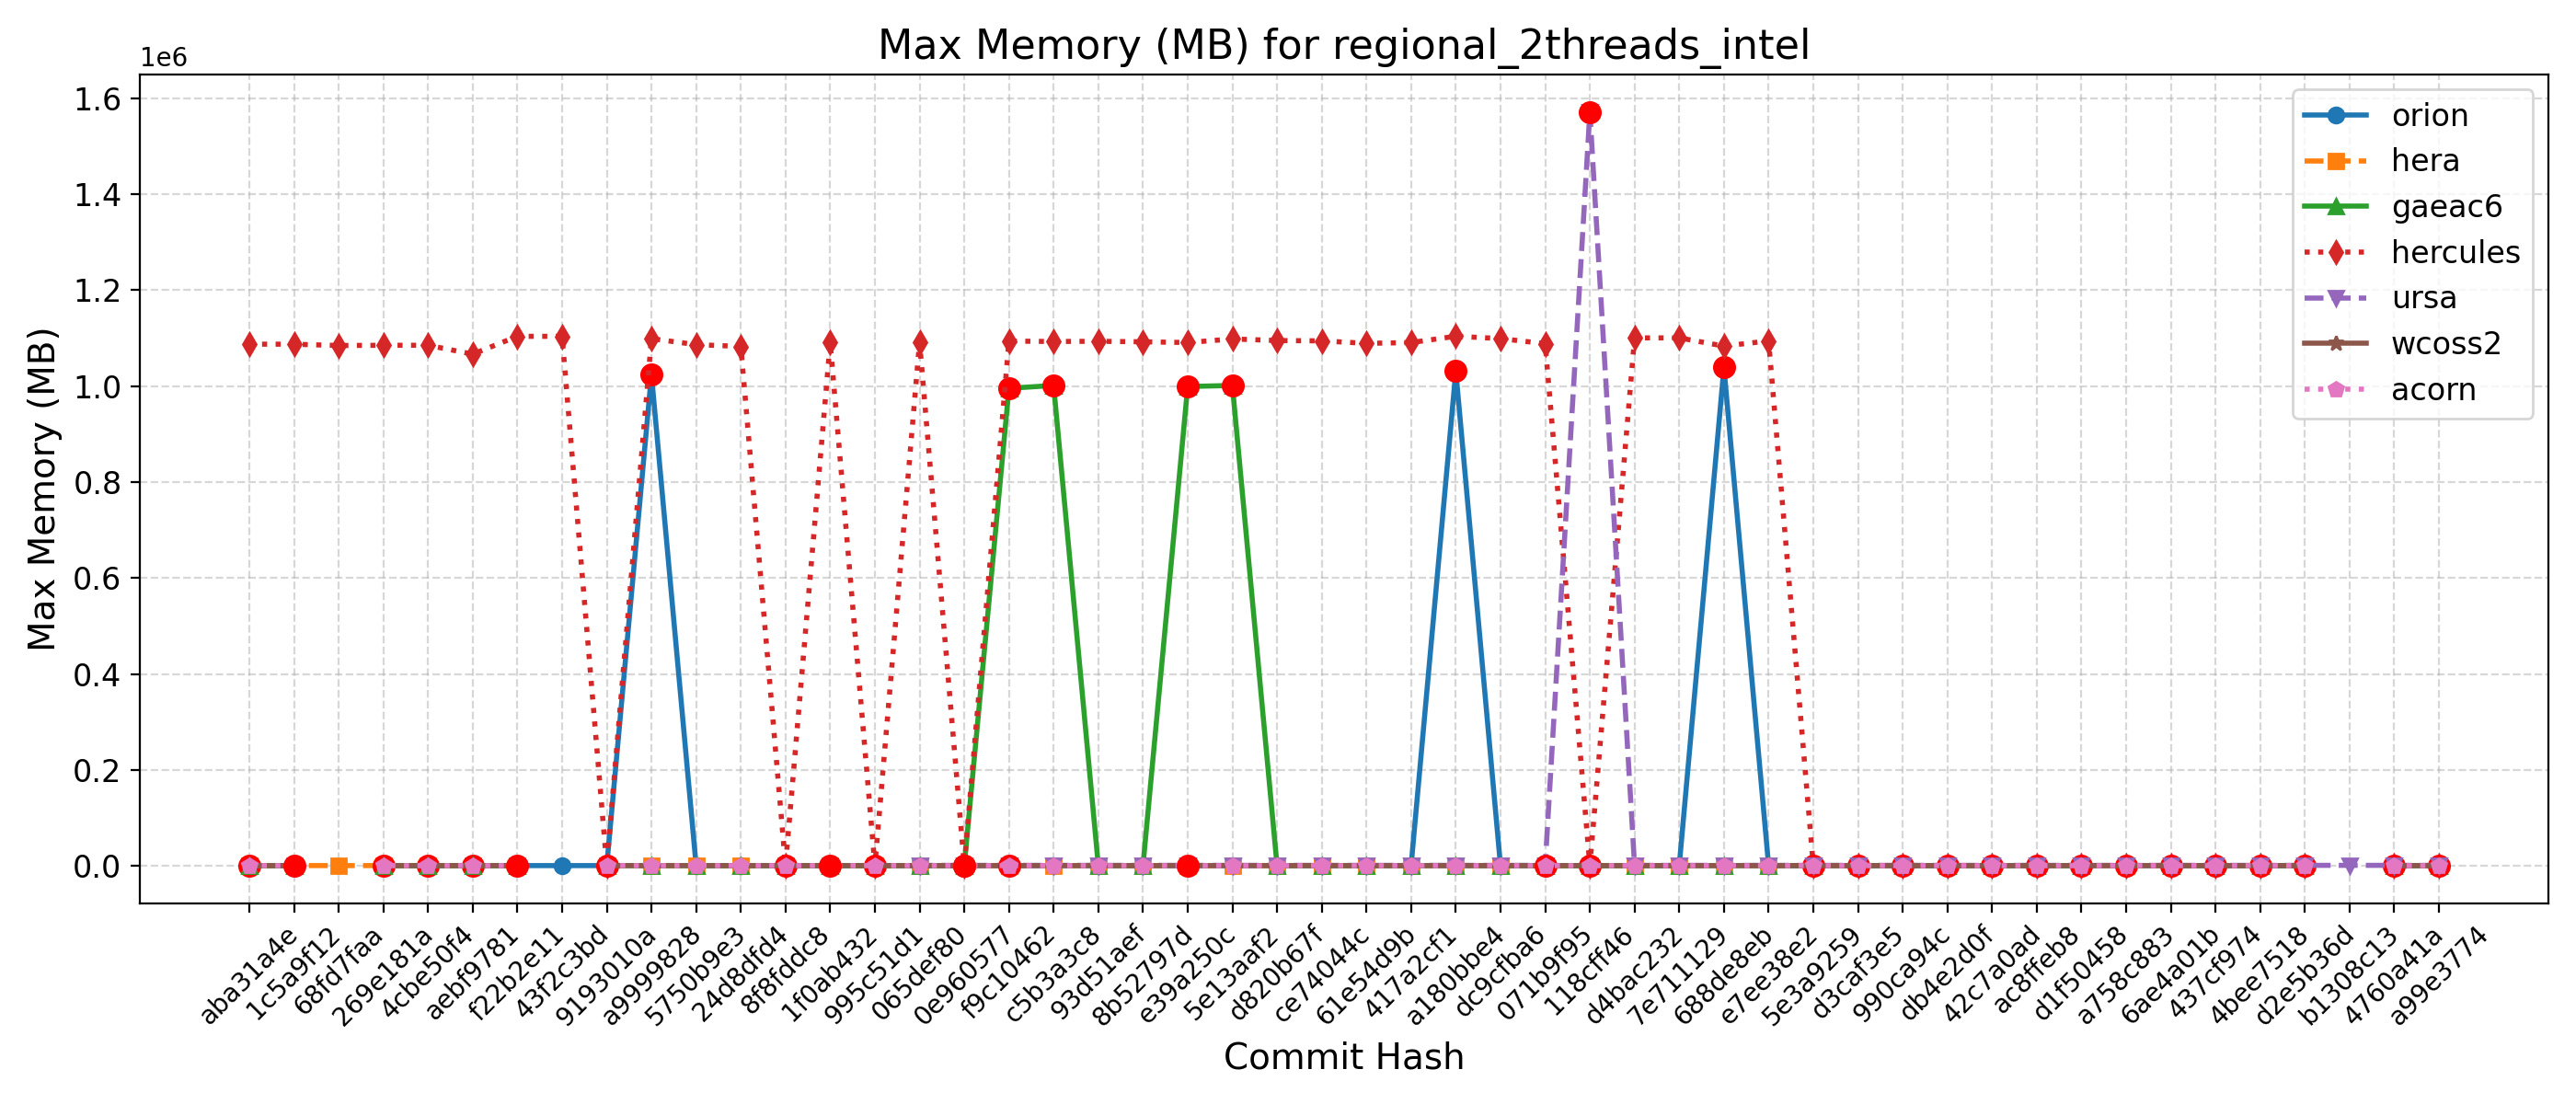 Max Memory (MB) for regional_2threads_intel
1e6
1.6
1.4
1.2
1.0
0.8
0.6
0.4
0.2
0.0
Max Memory (MB)
orion
hera
gaeac6
hercules
ursa
wcoss2
acorn
aba31a4e
1c5a9f12
68fd7faa
269e181a
4cbe50f4
aebf9781
f22b2e11
43f2c3bd
9193010a
a9999828
5750b9e3
24d8dfd4
8f8fddc8
1f0ab432
995c51d1
065def80
0e960577
f9c10462
c5b3a3c8
93d51aef
8b52797d
e39a250c
5e13aaf2
d820b67f
ce74044c
61e54d9b
417a2cf1
a180bbe4
dc9cfba6
071b9f95
118cff46
d4bac232
7e711129
688de8eb
e7ee38e2
5e3a9259
d3caf3e5
990ca94c
db4e2d0f
42c7a0ad
ac8ffeb8
d1f50458
a758c883
6ae4a01b
437cf974
4bee7518
d2e5b36d
b1308c13
4760a41a
a99e3774
Commit Hash